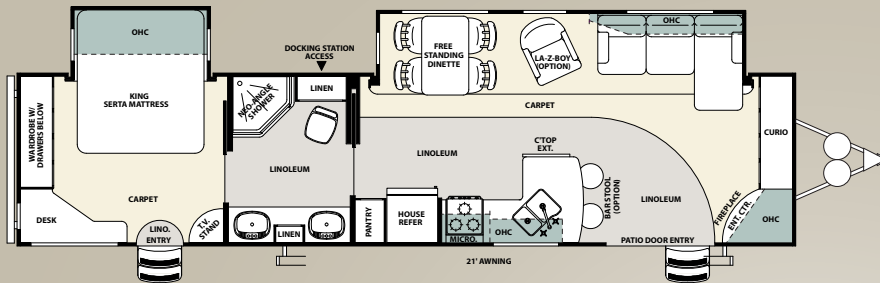 OHC
KING
SERTA MATTRESS
WARDROBE W/
DRAWERS BELOW
DESK
CARPET
LINO.
ENTRY
T.V.
STAND
DOCKING STATION
ACCESS
NEO-ANGLE
SHOWER
LINEN
LINOLEUM
LINEN
FREE
STANDING
DINETTE
LA-Z-BOY
(OPTION)
OHC
CARPET
LINOLEUM
C'TOP
EXT.
PANTRY
HOUSE
REFER
MICRO.
OHC
BAR STOOL
(OPTION)
LINOLEUM
PATIO DOOR ENTRY
FIREPLACE
ENT. CTR.
CURIO
OHC
21' AWNING